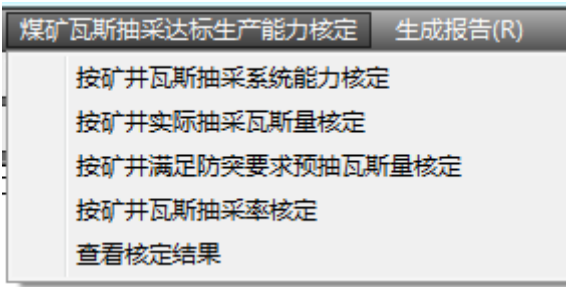 煤矿瓦斯抽采达标生产能力核定 生成报告(R)
按矿井瓦斯抽采系统能力核定
按矿井实际抽采瓦斯量核定
按矿井满足防突要求预抽瓦斯量核定
按矿井瓦斯抽采率核定
查看核定结果